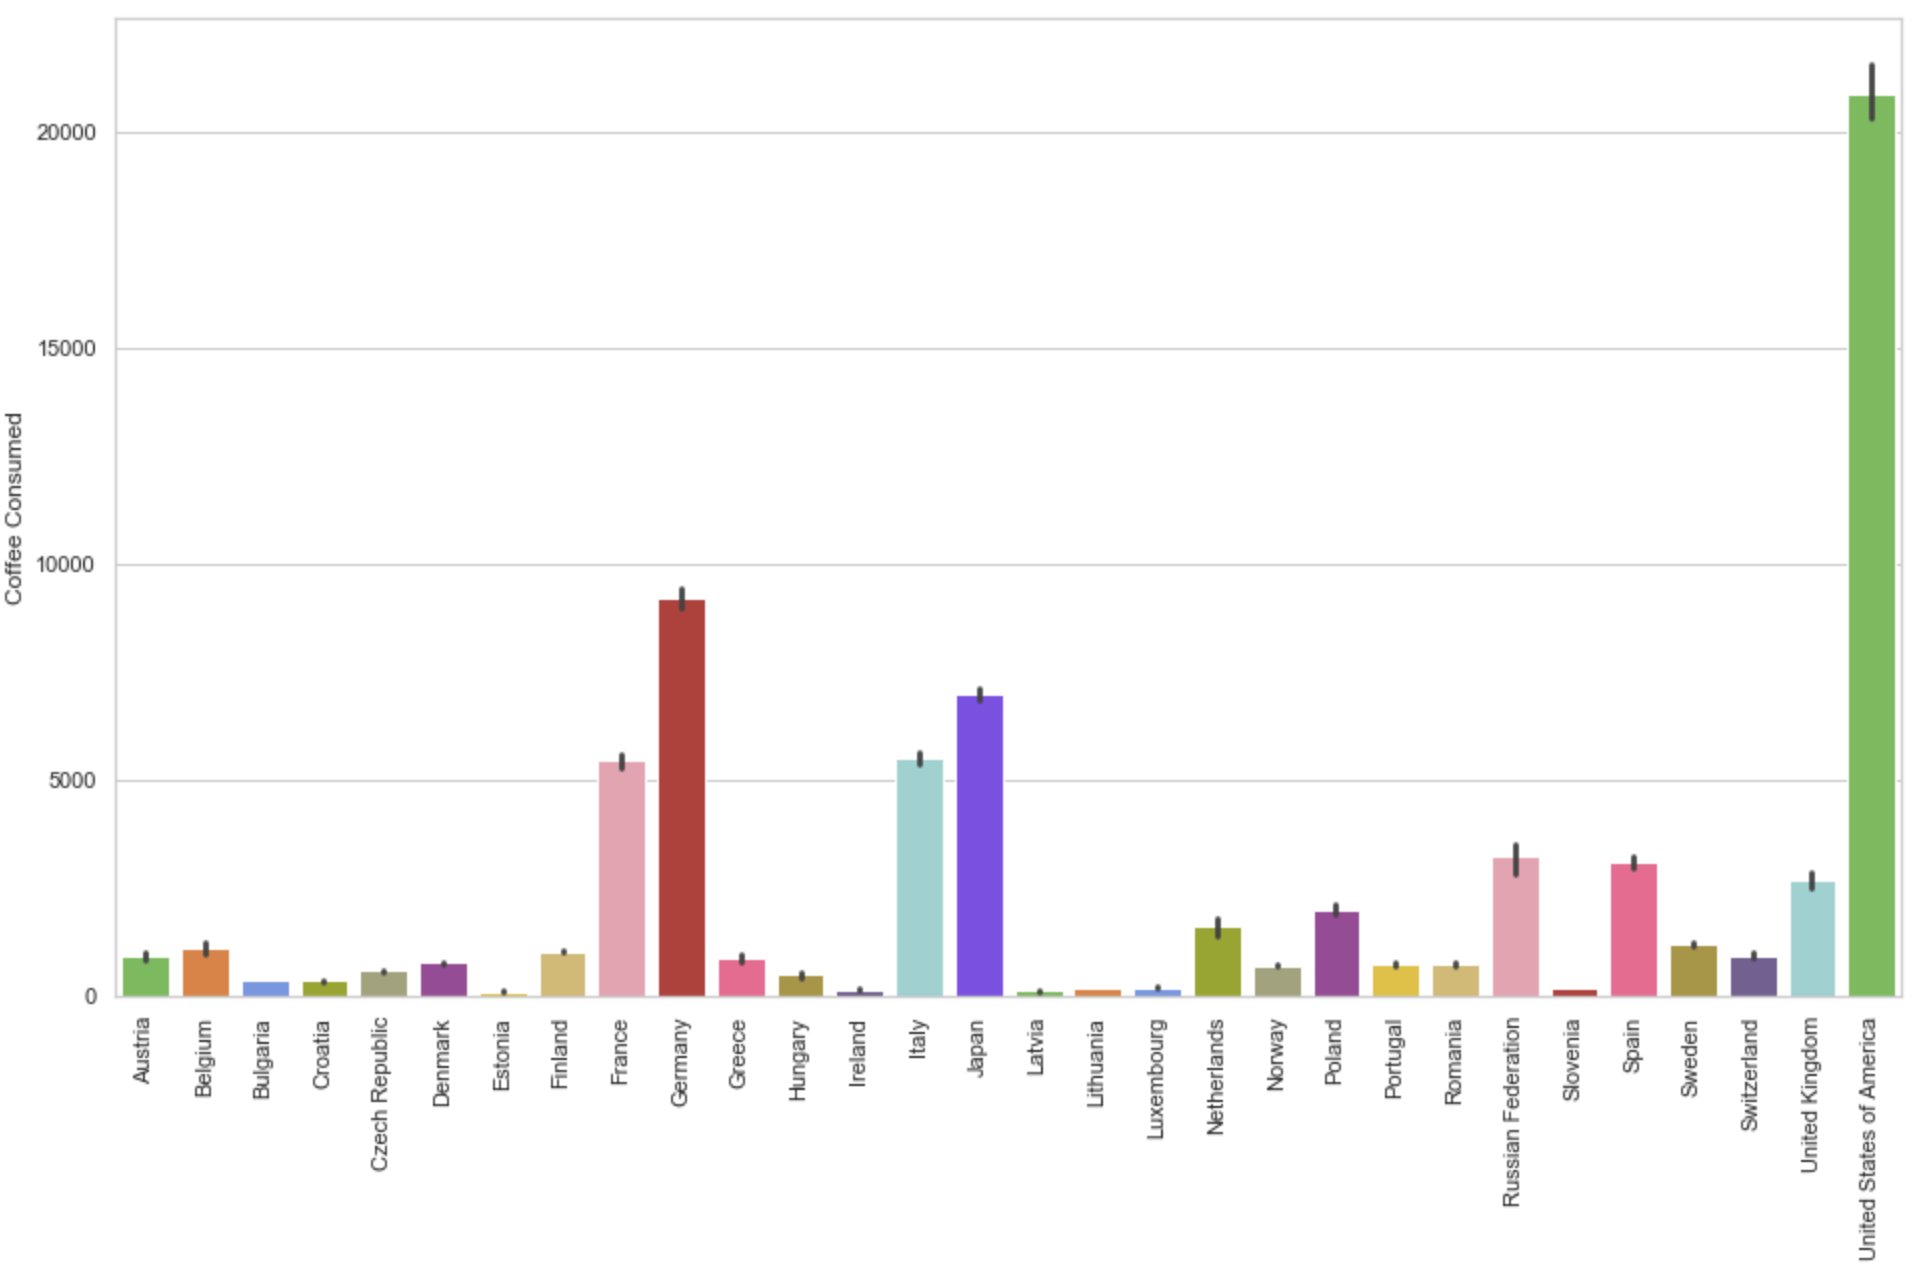 Coffee Consumed
20000
15000
10000
5000
0
Austria
Belgium
Bulgaria
Croatia
Czech Republic
Denmark
Estonia
Finland
France
Germany
Greece
Hungary
Ireland
Italy
Japan
Latvia
Lithuania
Luxembourg
Netherlands
Norway
Poland
Portugal
Romania
Russian Federation
Slovenia
Spain
Sweden
Switzerland
United Kingdom
United States of America